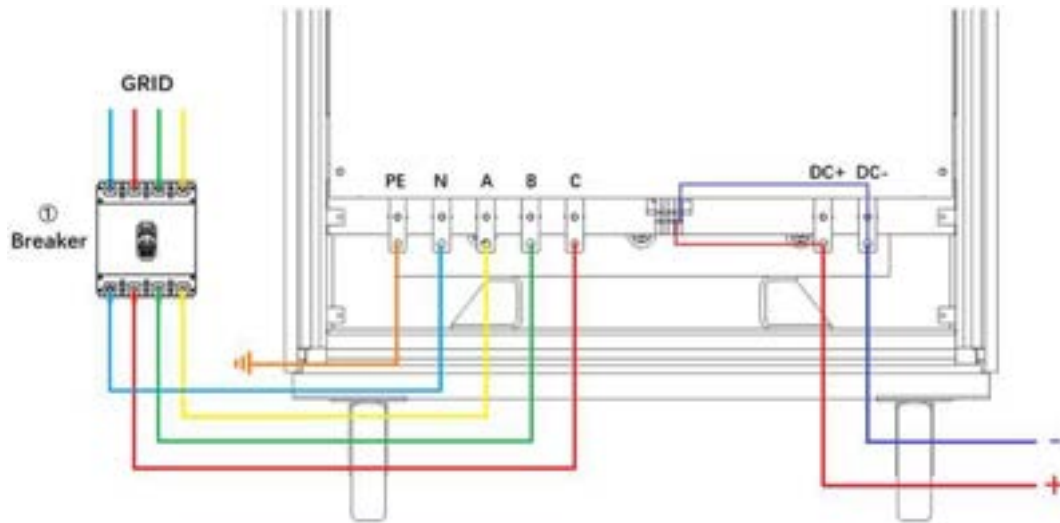 GRID
①
Breaker
PE N A B C
DC+ DC-
-
+